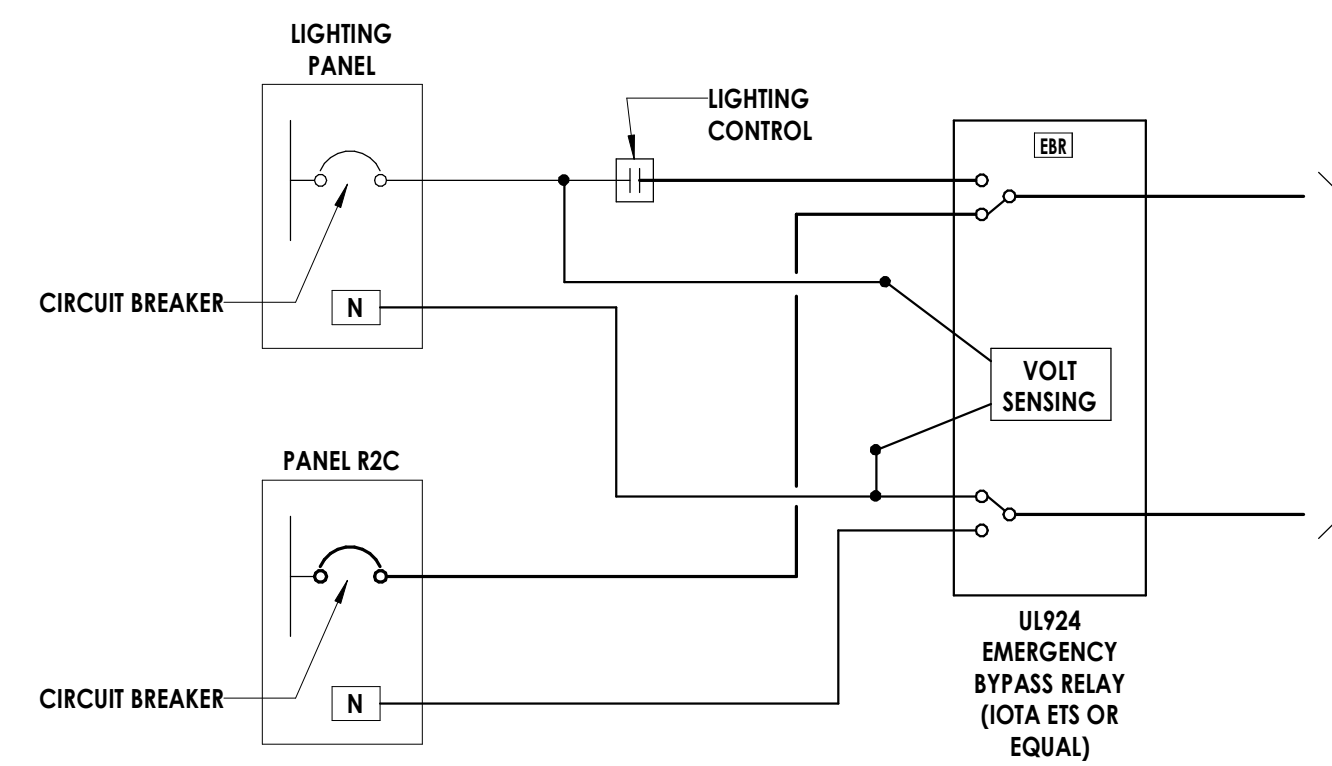 LIGHTING
PANEL
LIGHTING
CONTROL
EBR
CIRCUIT BREAKER
N
VOLT
SENSING
PANEL R2C
CIRCUIT BREAKER
N
UL924
EMERGENCY
BYPASS RELAY
(IOTA ETS OR
EQUAL)